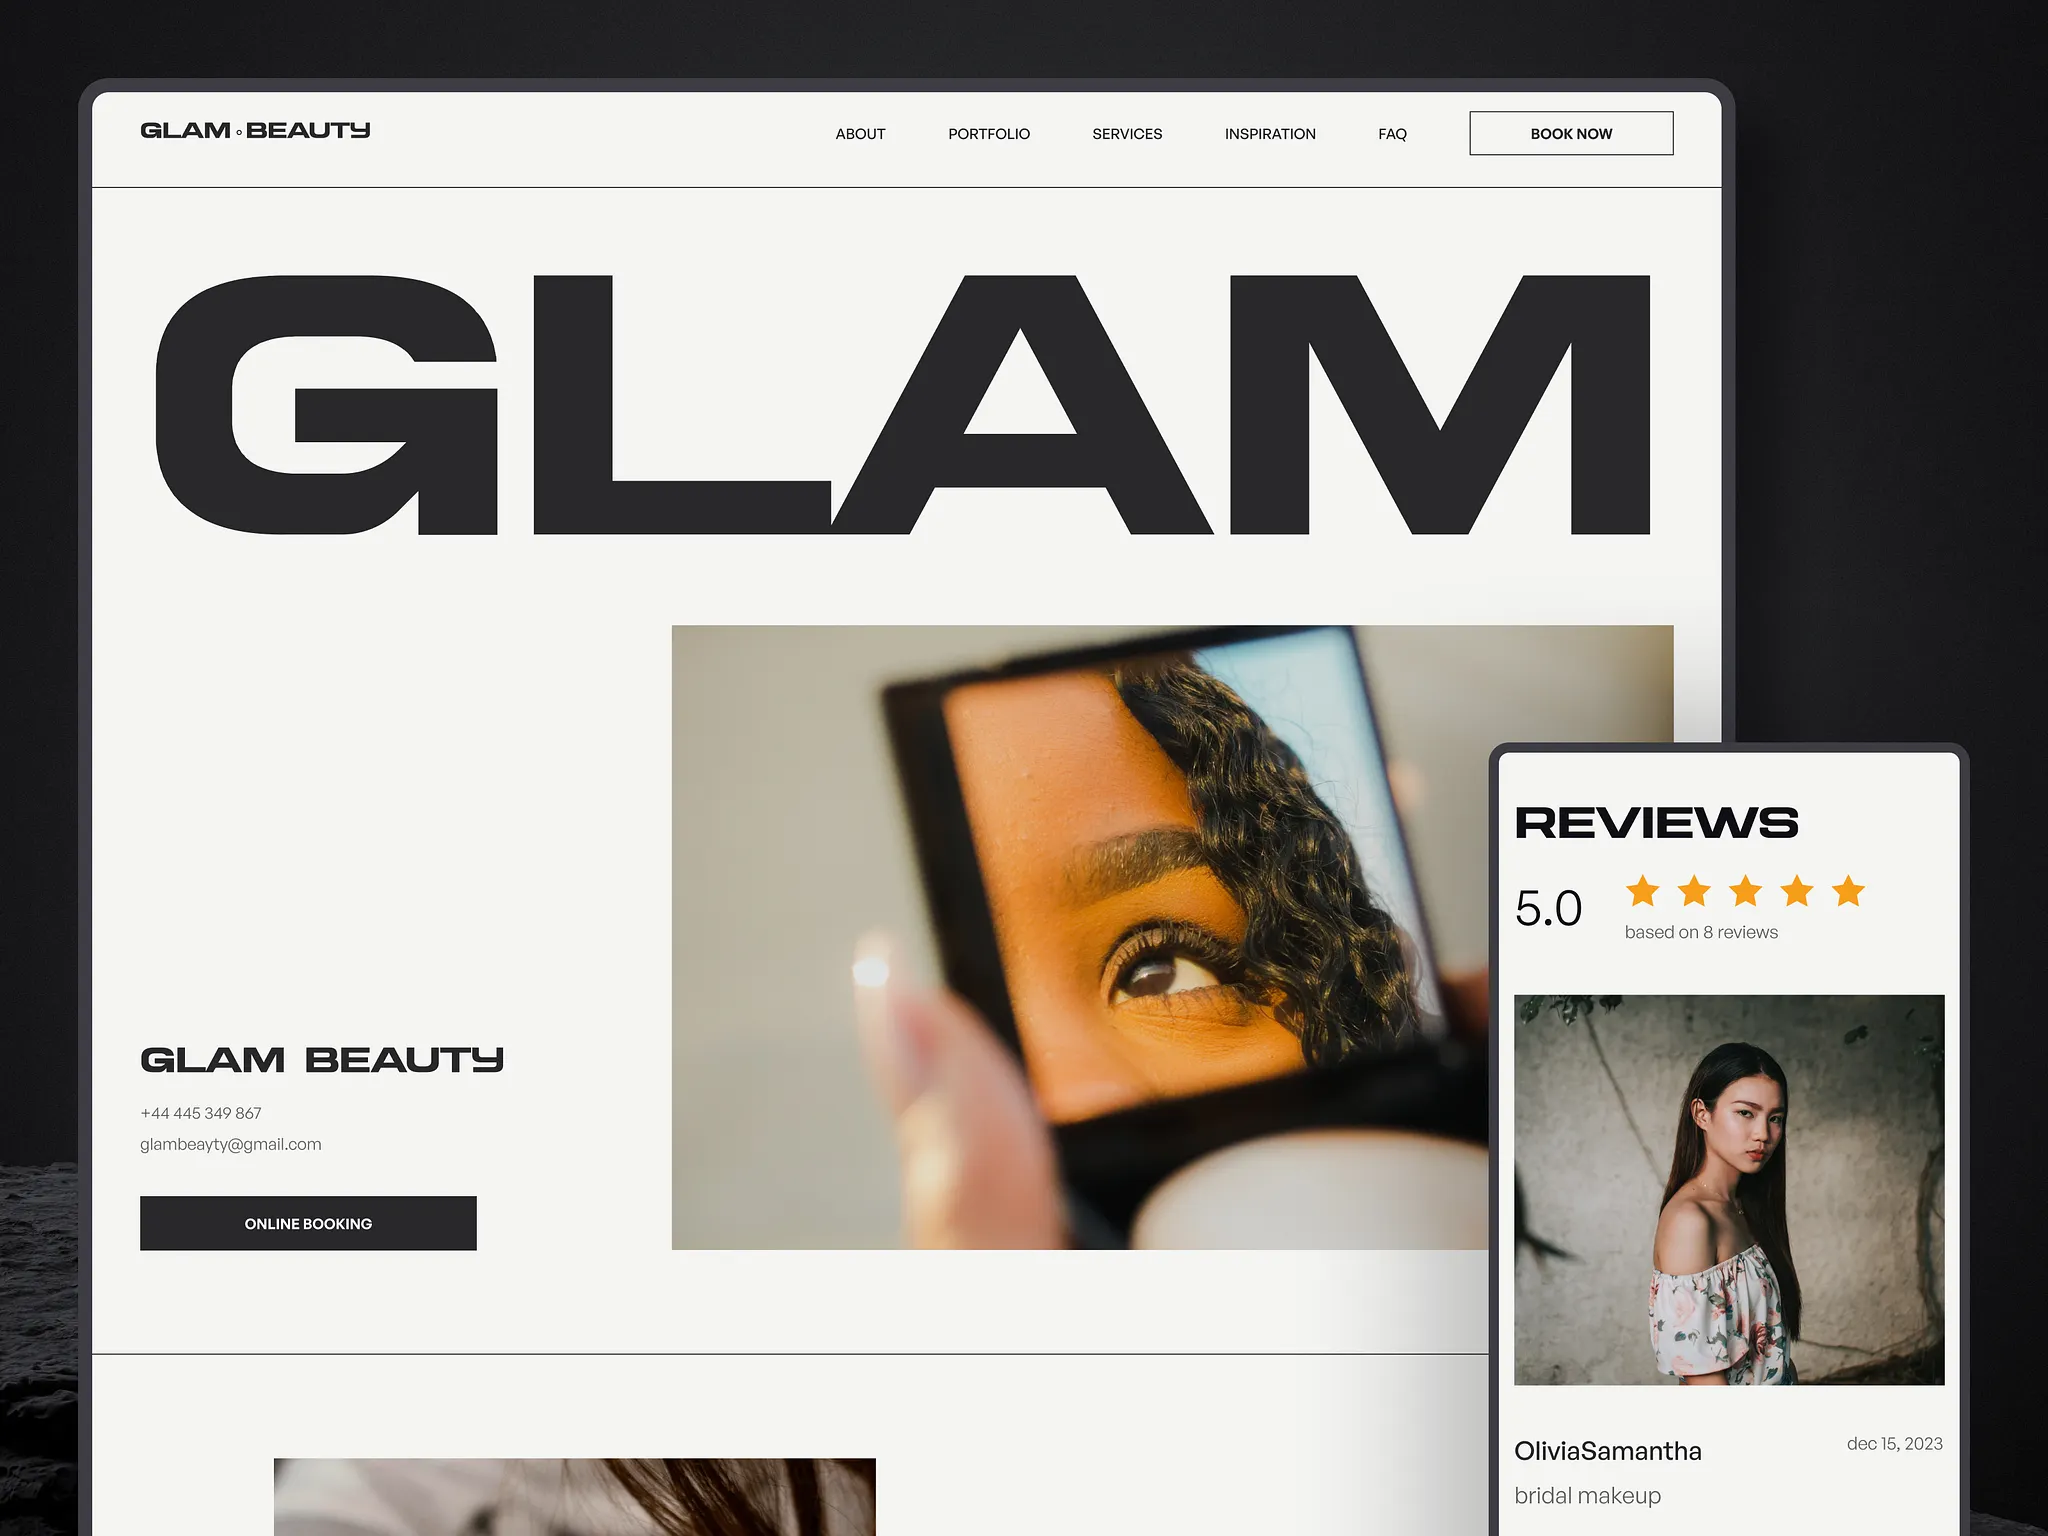 GLAM BEAUTY
ABOUT PORTFOLIO SERVICES INSPIRATION FAQ BOOK NOW
GLAM
GLAM BEAUTY
+44 445 349 867
glambeayty@gmail.com
ONLINE BOOKING
REVIEWS
5.0
based on 8 reviews
OliviaSamantha
dec 15, 2023
bridal makeup